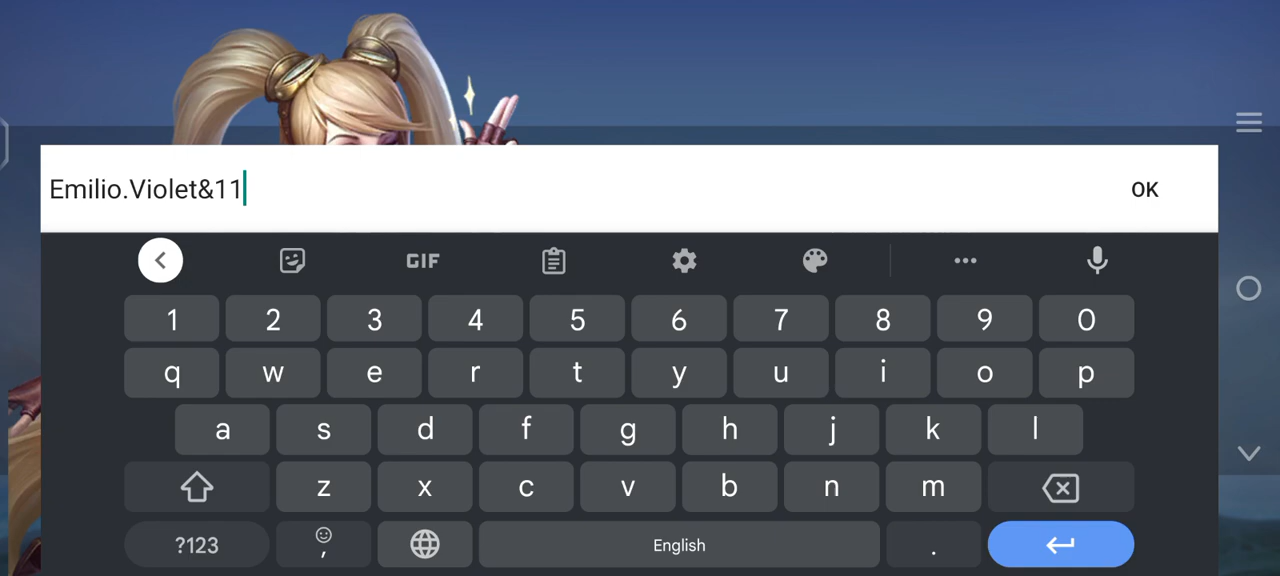 Emilio.Violet&11
OK
GIF
1 2 3 4 5 6 7 8 9 0
q w e r t y u i o p
a s d f g h j k l
z x c v b n m
?123 , English .